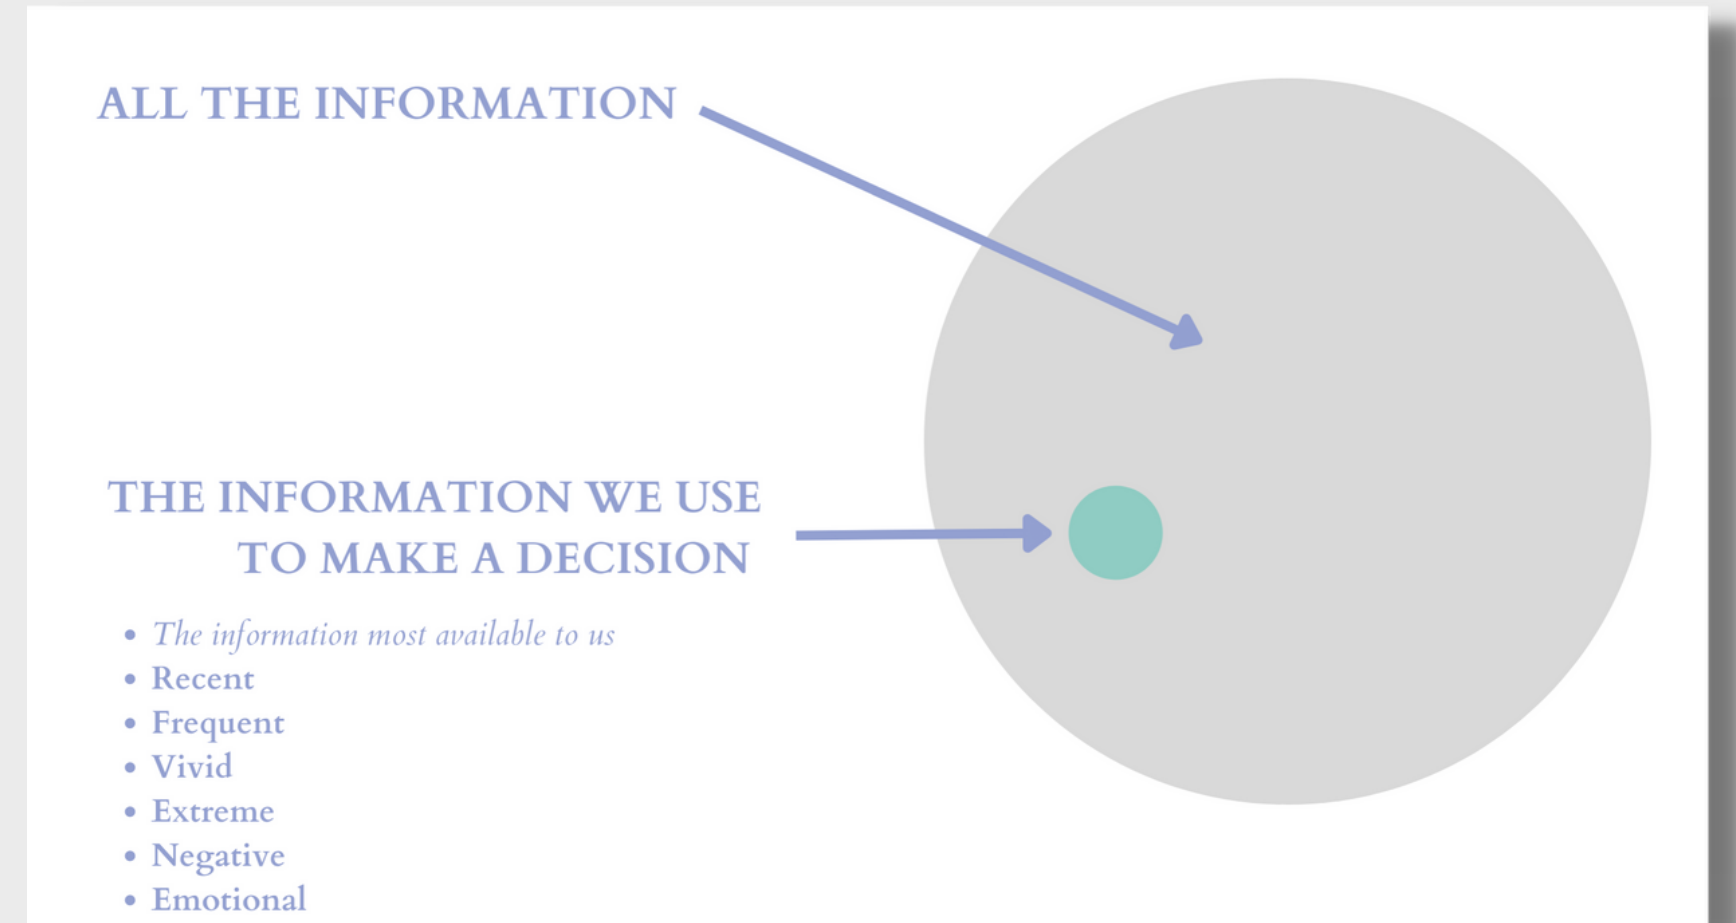 ALL THE INFORMATION
THE INFORMATION WE USE
TO MAKE A DECISION
• The information most available to us
• Recent
• Frequent
• Vivid
• Extreme
• Negative
• Emotional